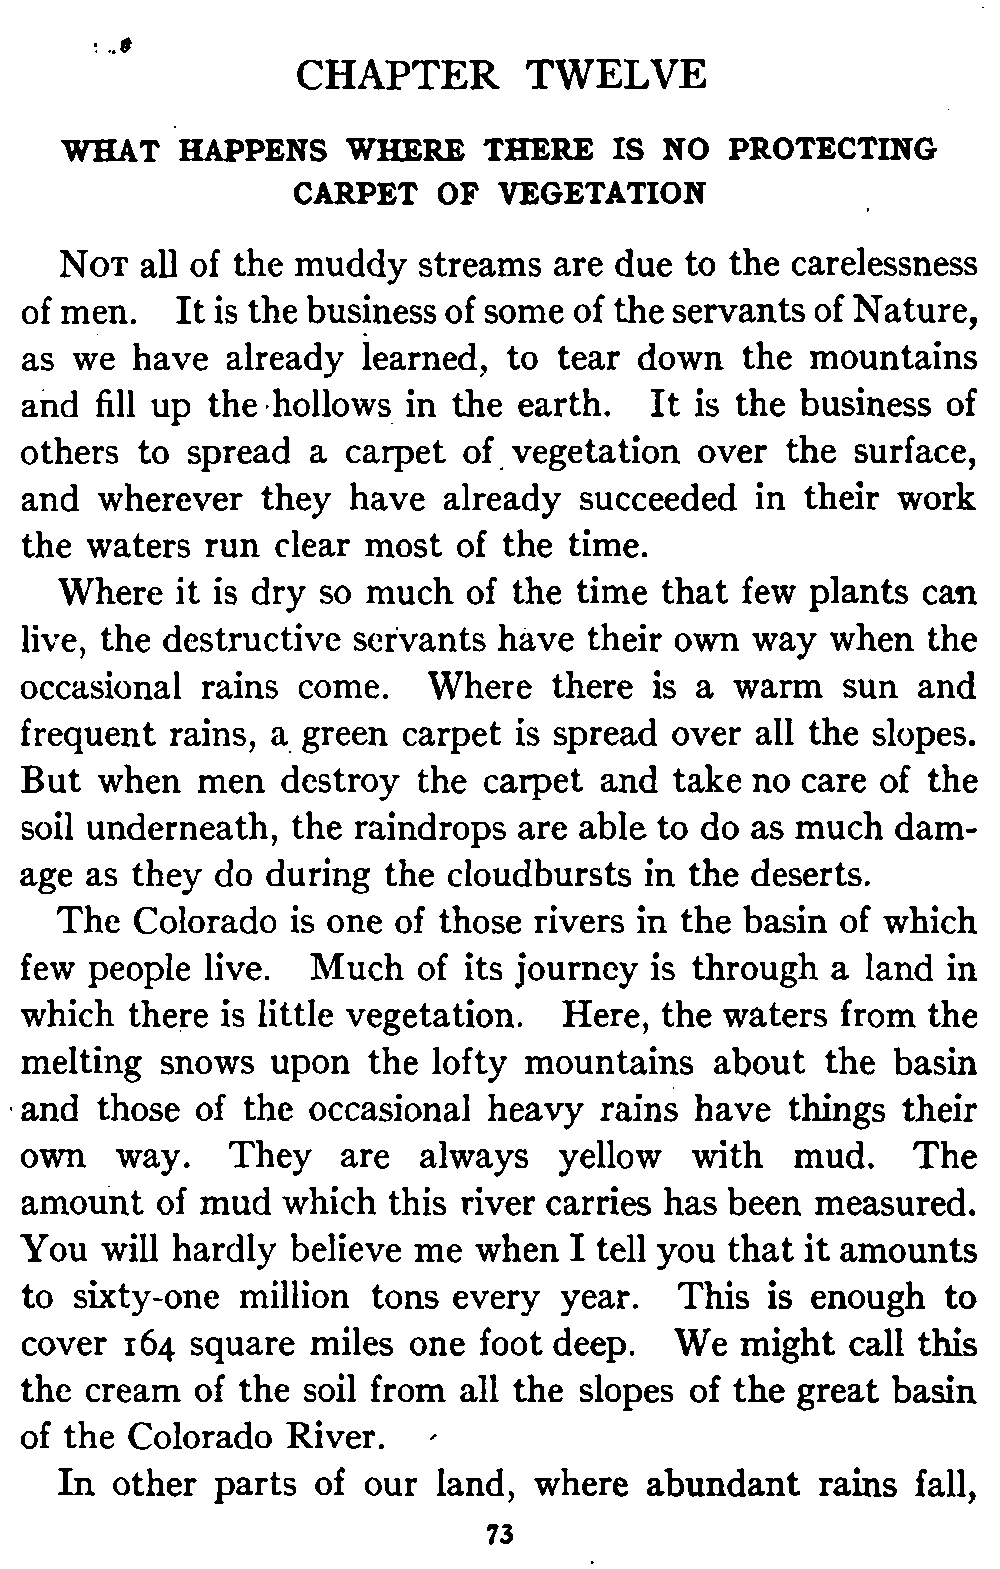 CHAPTER TWELVE
WHAT HAPPENS WHERE THERE IS NO PROTECTING
CARPET OF VEGETATION
NOT all of the muddy streams are due to the carelessness
of men. It is the business of some of the servants of Nature,
as we have already learned, to tear down the mountains
and fill up the hollows in the earth. It is the business of
others to spread a carpet of vegetation over the surface,
and wherever they have already succeeded in their work
the waters run clear most of the time.
Where it is dry so much of the time that few plants can
live, the destructive servants have their own way when the
occasional rains come. Where there is a warm sun and
frequent rains, a green carpet is spread over all the slopes.
But when men destroy the carpet and take no care of the
soil underneath, the raindrops are able to do as much dam-
age as they do during the cloudbursts in the deserts.
The Colorado is one of those rivers in the basin of which
few people live. Much of its journey is through a land in
which there is little vegetation. Here, the waters from the
melting snows upon the lofty mountains about the basin
and those of the occasional heavy rains have things their
own way. They are always yellow with mud. The
amount of mud which this river carries has been measured.
You will hardly believe me when I tell you that it amounts
to sixty-one million tons every year. This is enough to
cover 164 square miles one foot deep. We might call this
the cream of the soil from all the slopes of the great basin
of the Colorado River.
In other parts of our land, where abundant rains fall,
73